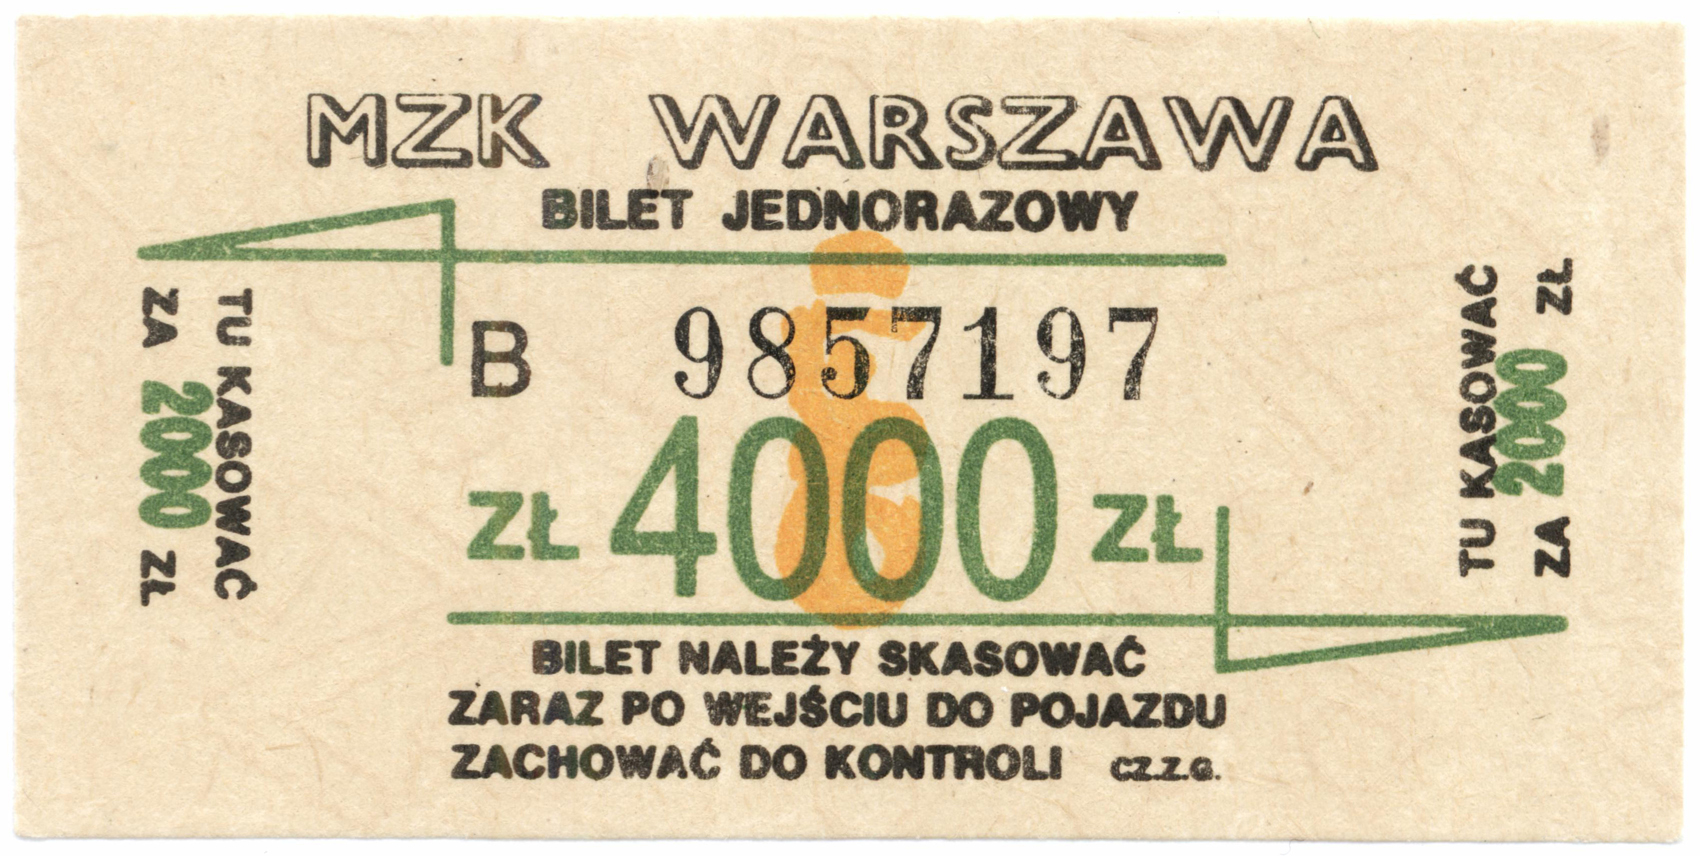 MZK WARSZAWA
BILET JEDNORAZOWY
TU KASOWAĆ
ZA 2000 ZŁ
B 9857197
ZŁ 4000 ZŁ
TU KASOWAĆ
ZA 2000 ZŁ
BILET NALEŻY SKASOWAĆ
ZARAZ PO WEJŚCIU DO POJAZDU
ZACHOWAĆ DO KONTROLI CZ.Z.G.